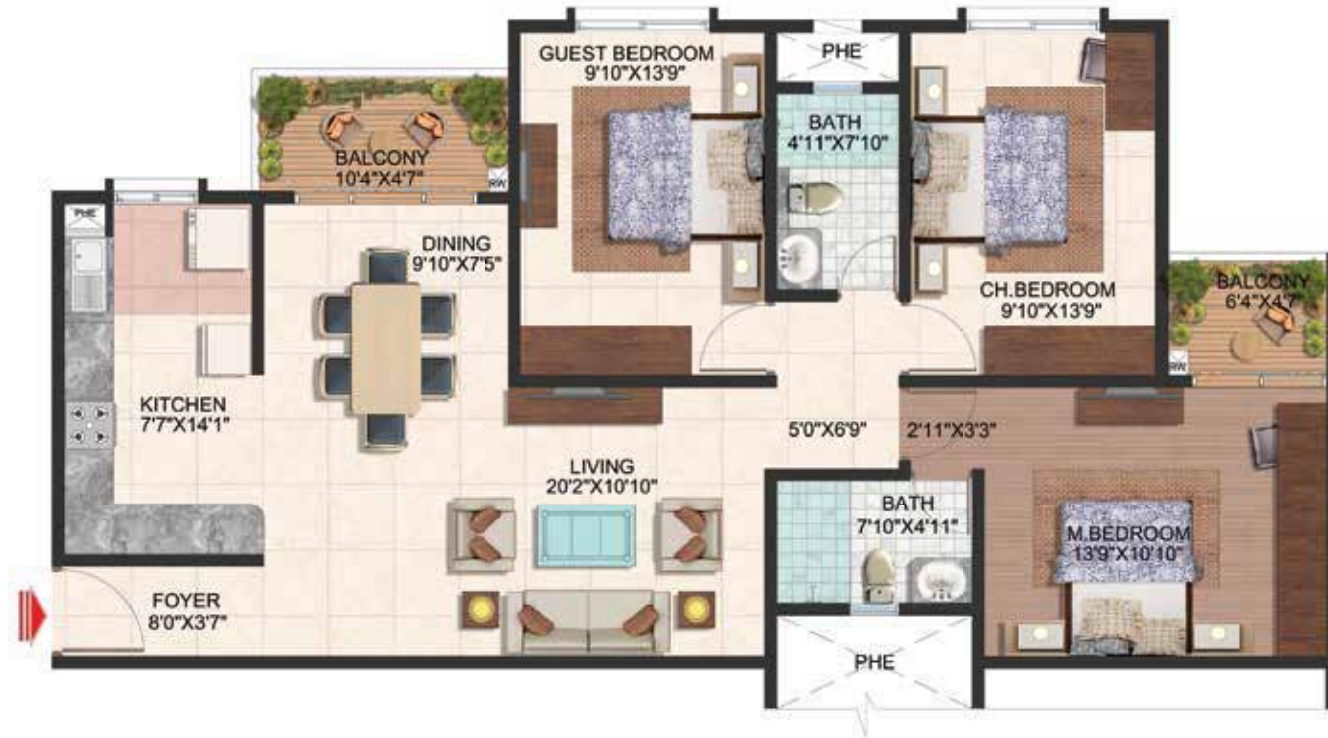 GUEST BEDROOM
9'10"X13'9"
PHE
BATH
4'11"X7'10"
BALCONY
10'4"X4'7"
RW
PHE
DINING
9'10"X7'5"
CH.BEDROOM
9'10"X13'9"
BALCONY
6'4"X4'7"
RW
KITCHEN
7'7"X14'1"
5'0"X6'9"
2'11"X3'3"
LIVING
20'2"X10'10"
BATH
7'10"X4'11"
M.BEDROOM
13'9"X10'10"
FOYER
8'0"X3'7"
PHE